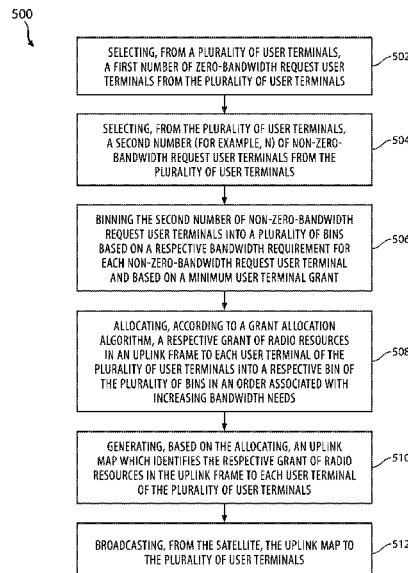 500
SELECTING, FROM A PLURALITY OF USER TERMINALS,
A FIRST NUMBER OF ZERO-BANDWIDTH REQUEST USER
TERMINALS FROM THE PLURALITY OF USER TERMINALS
502
SELECTING, FROM THE PLURALITY OF USER TERMINALS,
A SECOND NUMBER (FOR EXAMPLE, N) OF NON-ZERO-
BANDWIDTH REQUEST USER TERMINALS FROM THE
PLURALITY OF USER TERMINALS
504
BINNING THE SECOND NUMBER OF NON-ZERO-BANDWIDTH
REQUEST USER TERMINALS INTO A PLURALITY OF BINS
BASED ON A RESPECTIVE BANDWIDTH REQUIREMENT FOR
EACH NON-ZERO-BANDWIDTH REQUEST USER TERMINAL
AND BASED ON A MINIMUM USER TERMINAL GRANT
506
ALLOCATING, ACCORDING TO A GRANT ALLOCATION
ALGORITHM, A RESPECTIVE GRANT OF RADIO RESOURCES
IN AN UPLINK FRAME TO EACH USER TERMINAL OF THE
PLURALITY OF USER TERMINALS INTO A RESPECTIVE BIN OF
THE PLURALITY OF BINS IN AN ORDER ASSOCIATED WITH
INCREASING BANDWIDTH NEEDS
508
GENERATING, BASED ON THE ALLOCATING, AN UPLINK
MAP WHICH IDENTIFIES THE RESPECTIVE GRANT OF RADIO
RESOURCES IN THE UPLINK FRAME TO EACH USER TERMINAL
OF THE PLURALITY OF USER TERMINALS
510
BROADCASTING, FROM THE SATELLITE, THE UPLINK MAP TO
THE PLURALITY OF USER TERMINALS
512